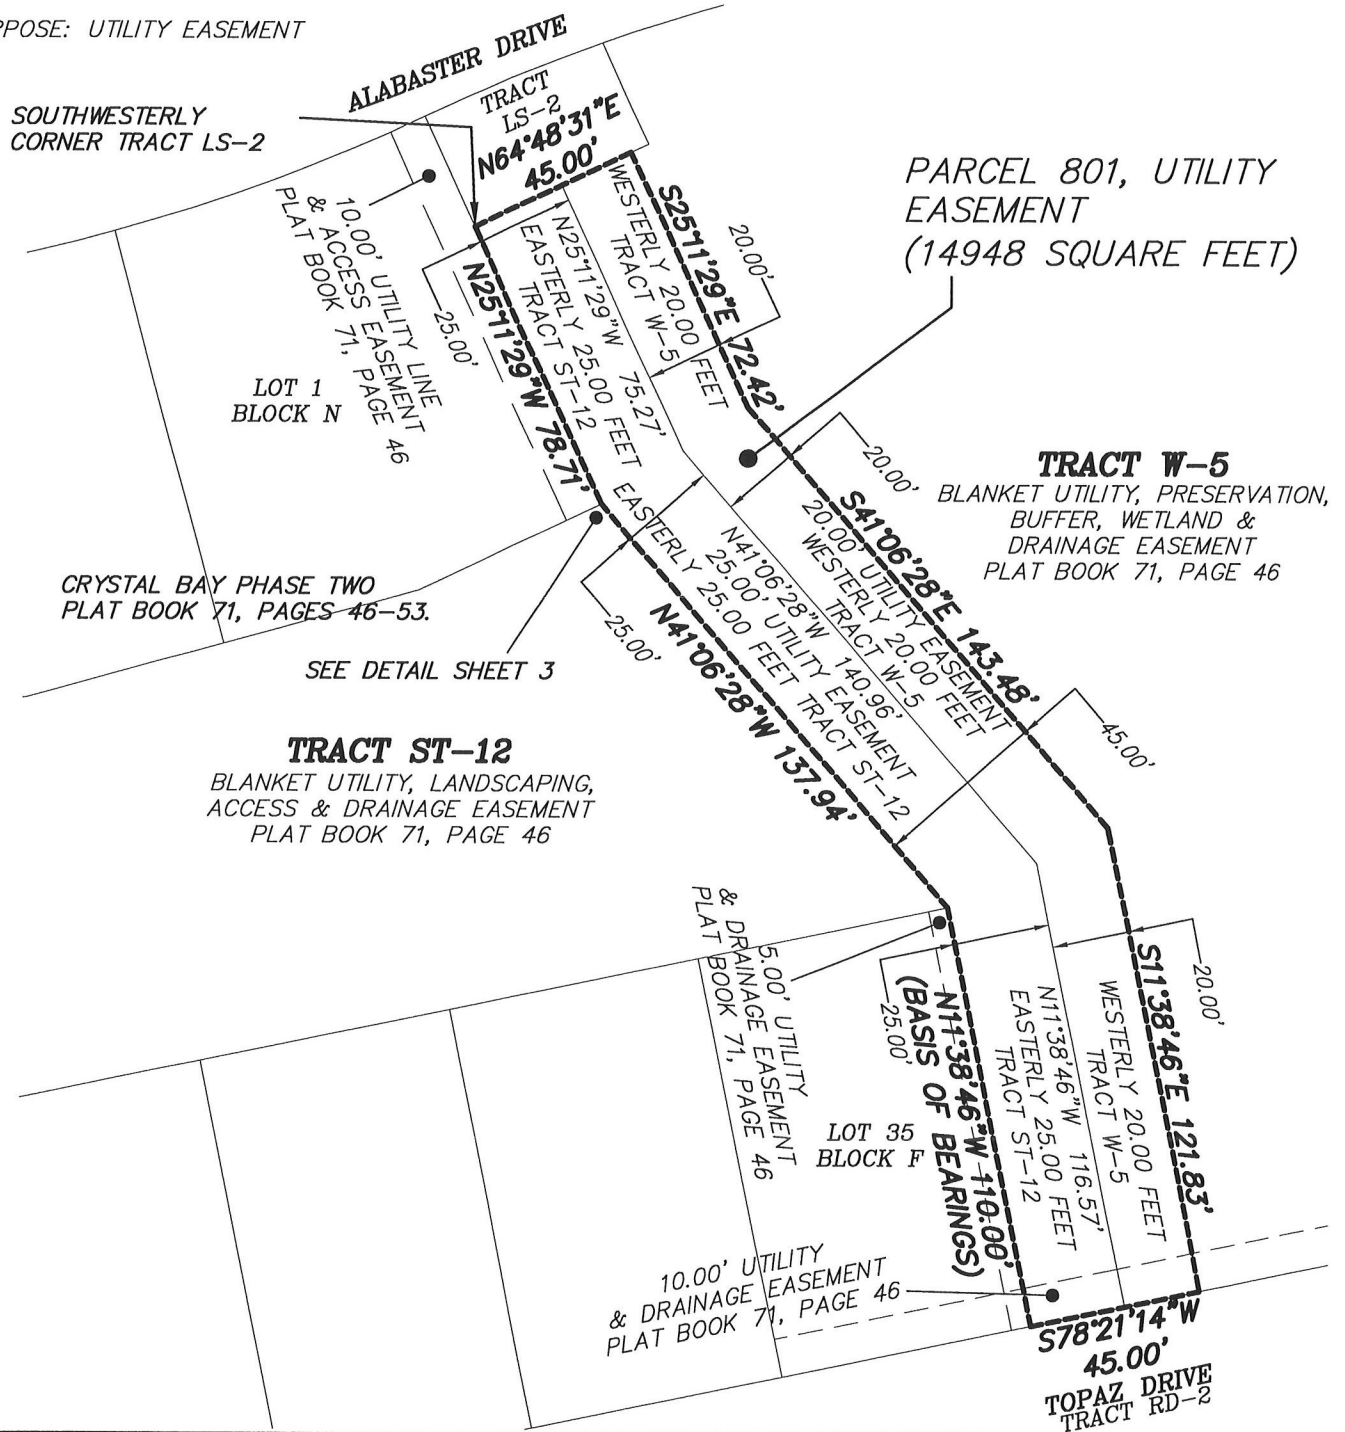 RPOSE: UTILITY EASEMENT
ALABASTER DRIVE
SOUTHWESTERLY
CORNER TRACT LS-2
TRACT
LS-2
N64°48'31"E
45.00'
PARCEL 801, UTILITY
EASEMENT
(14948 SQUARE FEET)
10.00' UTILITY LINE
& ACCESS EASEMENT
PLAT BOOK 71, PAGE 46
25.00'
N25°11'29"W 78.71'
N25°11'29"W 75.27'
EASTERLY 25.00 FEET
TRACT ST-12
WESTERLY 20.00 FEET
TRACT W-5
S25°11'29"E 72.42'
20.00'
LOT 1
BLOCK N
20.00'
TRACT W-5
BLANKET UTILITY, PRESERVATION,
BUFFER, WETLAND &
DRAINAGE EASEMENT
PLAT BOOK 71, PAGE 46
S41°06'28"E 143.48'
20.00' UTILITY EASEMENT
WESTERLY 20.00 FEET
TRACT W-5
N41°06'28"W 140.96'
25.00' UTILITY EASEMENT
EASTERLY 25.00 FEET TRACT ST-12
N41°06'28"W 137.94'
25.00'
CRYSTAL BAY PHASE TWO
PLAT BOOK 71, PAGES 46-53.
SEE DETAIL SHEET 3
45.00'
TRACT ST-12
BLANKET UTILITY, LANDSCAPING,
ACCESS & DRAINAGE EASEMENT
PLAT BOOK 71, PAGE 46
5.00' UTILITY
& DRAINAGE EASEMENT
PLAT BOOK 71, PAGE 46
25.00'
N11°38'46"W 110.00'
(BASIS OF BEARINGS)
N11°38'46"W 116.57'
EASTERLY 25.00 FEET
TRACT ST-12
WESTERLY 20.00 FEET
TRACT W-5
S11°38'46"E 121.83'
20.00'
LOT 35
BLOCK F
10.00' UTILITY
& DRAINAGE EASEMENT
PLAT BOOK 71, PAGE 46
S78°21'14"W
45.00'
TOPAZ DRIVE
TRACT RD-2